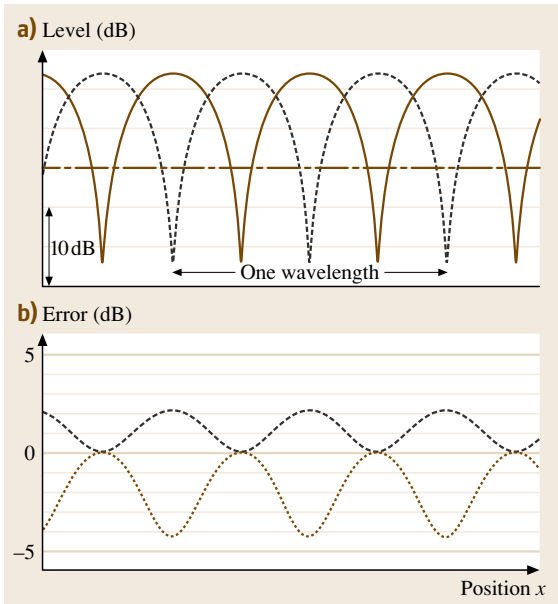 a) Level (dB)
10 dB
One wavelength
b) Error (dB)
5
0
–5
Position x